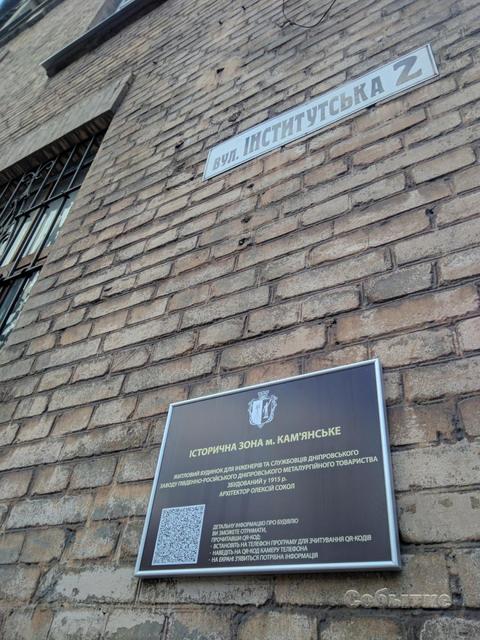 вул. ІНСТИТУТСЬКА 2
ІСТОРИЧНА ЗОНА м. КАМ'ЯНСЬКЕ
ЖИТЛОВИЙ БУДИНОК ДЛЯ ІНЖЕНЕРІВ ТА СЛУЖБОВЦІВ ДНІПРОВСЬКОГО
ЗАВОДУ ПІВДЕННО-РОСІЙСЬКОГО ДНІПРОВСЬКОГО МЕТАЛУРГІЙНОГО ТОВАРИСТВА
ЗБУДОВАНИЙ у 1915 р.
АРХІТЕКТОР ОЛЕКСІЙ СОКОЛ
ДЕТАЛЬНУ ІНФОРМАЦІЮ ПРО БУДІВЛЮ
ВИ ЗМОЖЕТЕ ОТРИМАТИ,
ПРОЧИТАВШИ QR-КОД:
- ВСТАНОВІТЬ НА ТЕЛЕФОН ПРОГРАМУ ДЛЯ ЗЧИТУВАННЯ QR-КОДІВ
- НАВЕДІТЬ НА QR-КОД КАМЕРУ ТЕЛЕФОНА
- НА ЕКРАНІ З'ЯВИТЬСЯ ПОТРІБНА ІНФОРМАЦІЯ
Событие